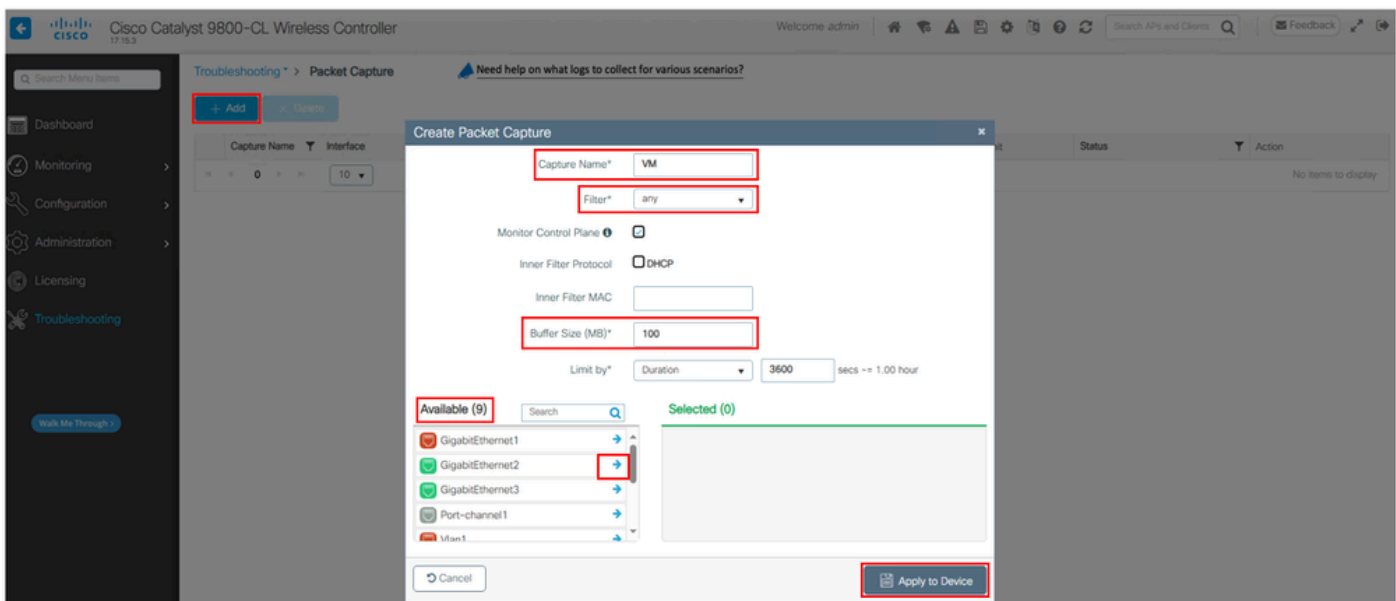 CISCO
Cisco Catalyst 9800-CL Wireless Controller
17.15.3
Welcome admin
Search APs and Clients
Feedback
Search Menu Items
Dashboard
Monitoring
Configuration
Administration
Licensing
Troubleshooting
Walk Me Through >
Troubleshooting > Packet Capture
Need help on what logs to collect for various scenarios?
+ Add
× Delete
Capture Name Interface Status Action
0 10 No items to display
Create Packet Capture
Capture Name* VM
Filter* any
Monitor Control Plane
Inner Filter Protocol DHCP
Inner Filter MAC
Buffer Size (MB)* 100
Limit by* Duration 3600 secs ~= 1.00 hour
Available (9) Search Selected (0)
GigabitEthernet1
GigabitEthernet2
GigabitEthernet3
Port-channel1
Vlan1
Cancel Apply to Device